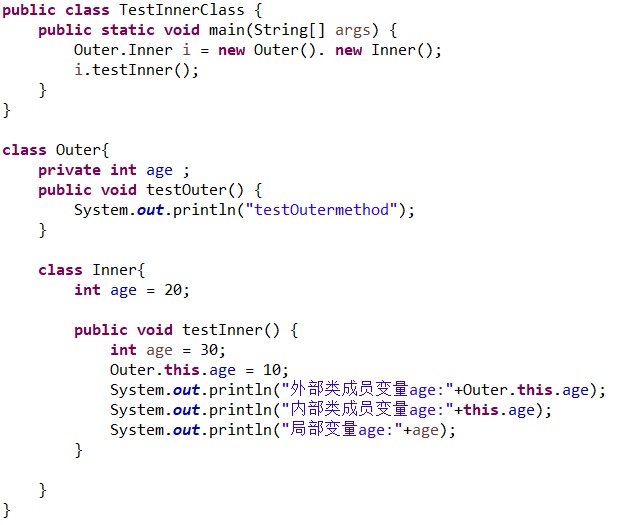 public class TestInnerClass {
    public static void main(String[] args) {
        Outer.Inner i = new Outer(). new Inner();
        i.testInner();
    }
}

class Outer{
    private int age ;
    public void testOuter() {
        System.out.println("testOutermethod");
    }

    class Inner{
        int age = 20;

        public void testInner() {
            int age = 30;
            Outer.this.age = 10;
            System.out.println("外部类成员变量age:"+Outer.this.age);
            System.out.println("内部类成员变量age:"+this.age);
            System.out.println("局部变量age:"+age);
        }

    }
}